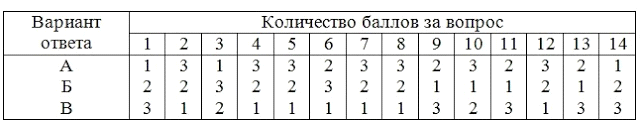 Вариант ответа Количество баллов за вопрос
1 2 3 4 5 6 7 8 9 10 11 12 13 14
А 1 3 1 3 3 2 3 3 2 3 2 3 2 1
Б 2 2 3 2 2 3 2 2 1 1 1 2 1 2
В 3 1 2 1 1 1 1 1 3 2 3 1 3 3